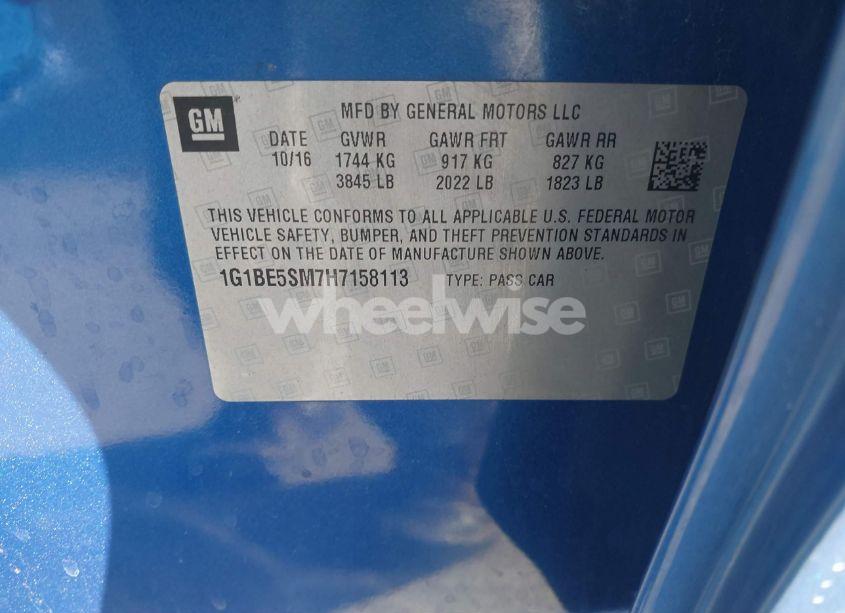 GM
MFD BY GENERAL MOTORS LLC
DATE GVWR GAWR FRT GAWR RR
10/16 1744 KG 917 KG 827 KG
3845 LB 2022 LB 1823 LB
THIS VEHICLE CONFORMS TO ALL APPLICABLE U.S. FEDERAL MOTOR
VEHICLE SAFETY, BUMPER, AND THEFT PREVENTION STANDARDS IN
EFFECT ON THE DATE OF MANUFACTURE SHOWN ABOVE.
1G1BE5SM7H7158113 TYPE: PASS CAR
wheelwise